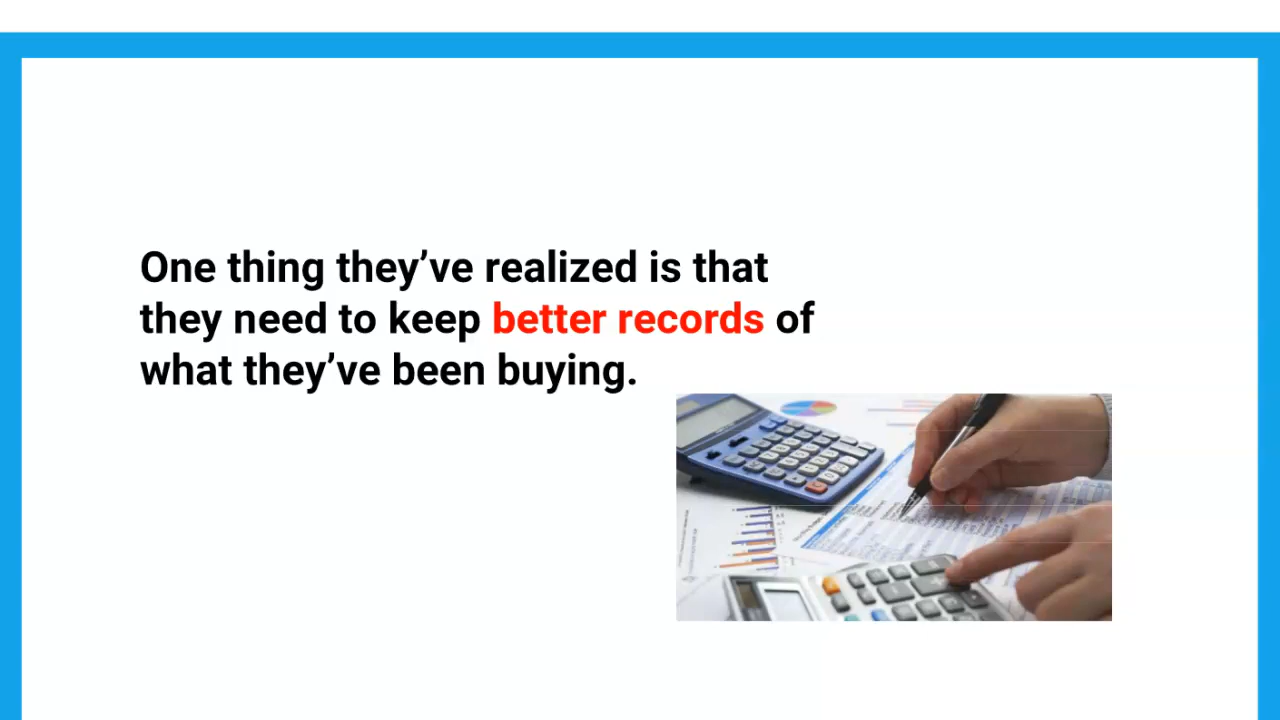 One thing they’ve realized is that
they need to keep better records of
what they’ve been buying.